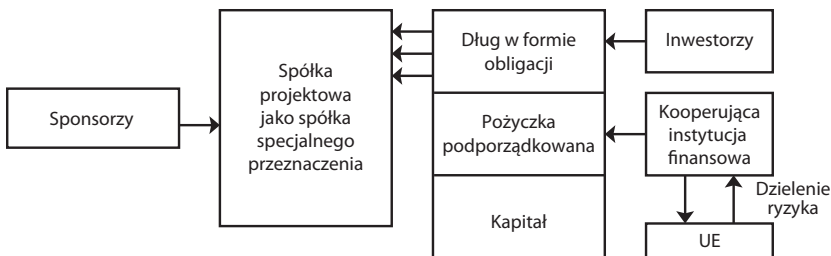 Sponsorzy
Spółka
projektowa
jako spółka
specjalnego
przeznaczenia
Dług w formie
obligacji
Pożyczka
podporządkowana
Kapitał
Inwestorzy
Kooperująca
instytucja
finansowa
Dzielenie
ryzyka
UE